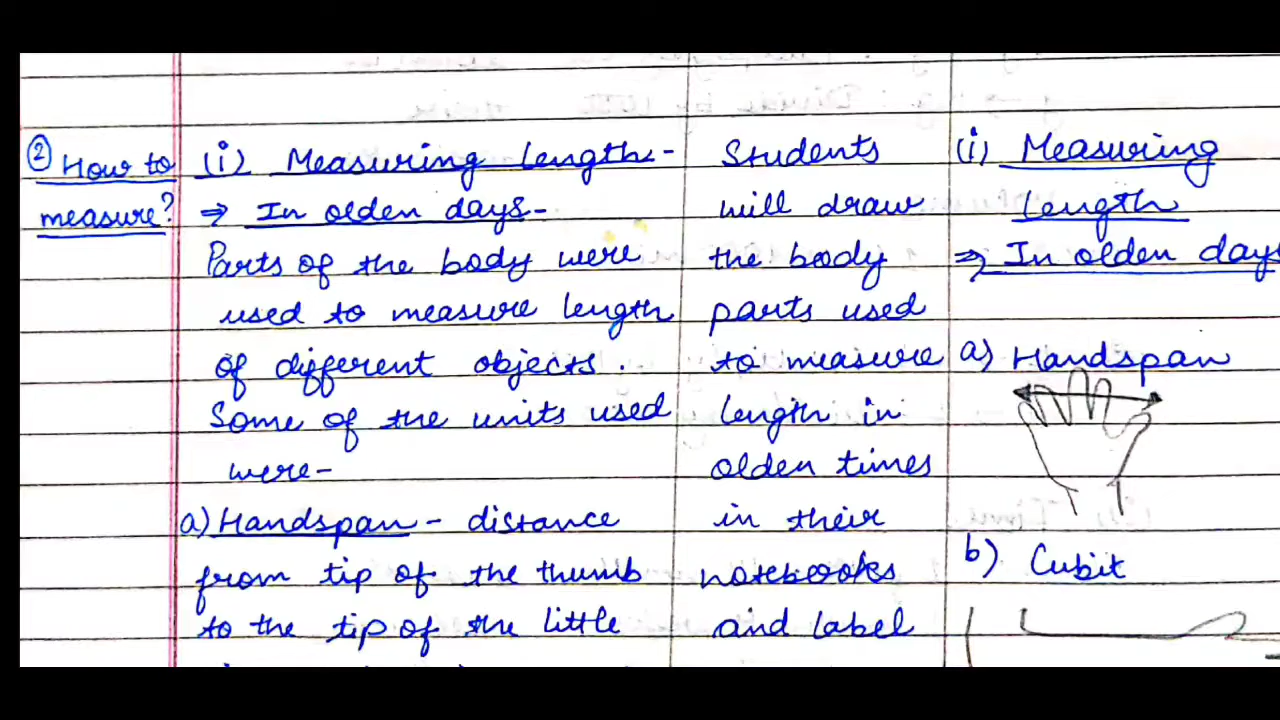 ② How to
measure?
(i) Measuring length-
⇒ In olden days-
Parts of the body were
used to measure length
of different objects.
Some of the units used
were-
a) Handspan - distance
from tip of the thumb
to the tip of the little
Students
will draw
the body
parts used
to measure
length in
olden times
in their
notebooks
and label
(i) Measuring
length
⇒ In olden days
a) Handspan
b) Cubit